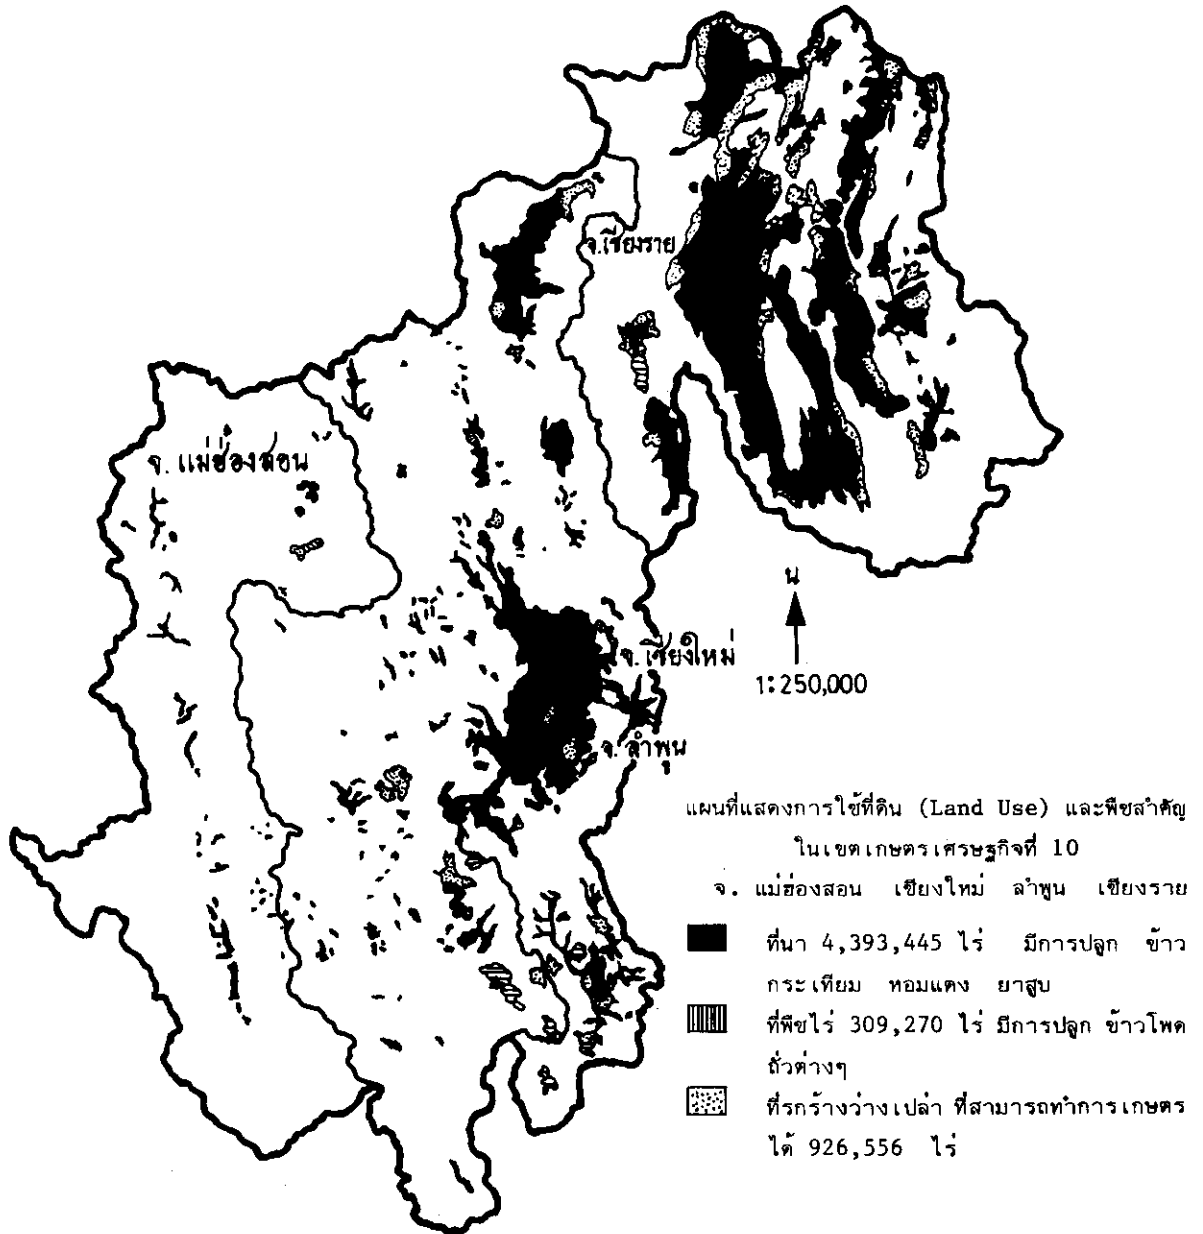 จ.เชียงราย
จ. แม่ฮ่องสอน
น
จ.เชียงใหม่
1:250,000
จ. ลำพูน
แผนที่แสดงการใช้ที่ดิน (Land Use) และพืชสำคัญ
ในเขตเกษตรเศรษฐกิจที่ 10
จ. แม่ฮ่องสอน เชียงใหม่ ลำพูน เชียงราย
ที่นา 4,393,445 ไร่ มีการปลูก ข้าว
กระเทียม หอมแดง ยาสูบ
ที่พืชไร่ 309,270 ไร่ มีการปลูก ข้าวโพด
ถั่วต่างๆ
ที่รกร้างว่างเปล่า ที่สามารถทำการเกษตร
ได้ 926,556 ไร่